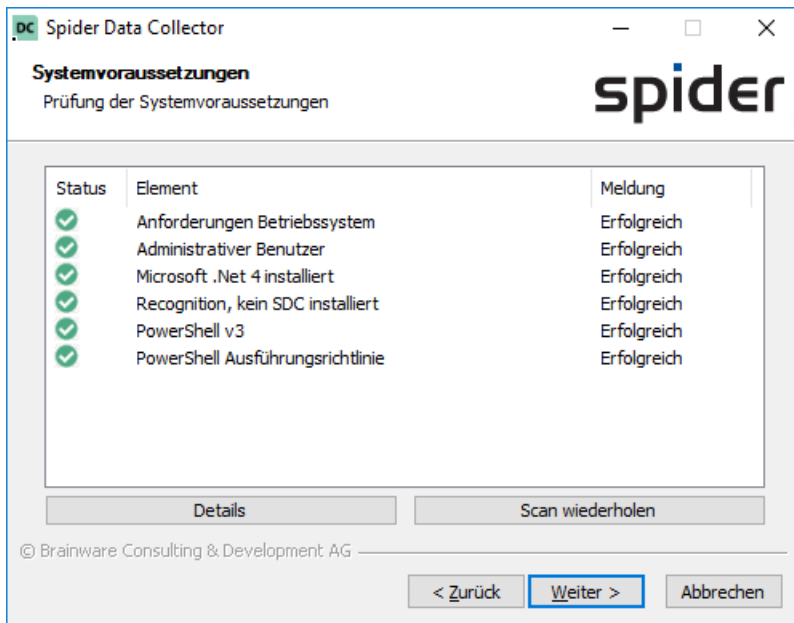 DC Spider Data Collector
Systemvoraussetzungen
Prüfung der Systemvoraussetzungen
spider
Status Element Meldung
Anforderungen Betriebssystem Erfolgreich
Administrativer Benutzer Erfolgreich
Microsoft .Net 4 installiert Erfolgreich
Recognition, kein SDC installiert Erfolgreich
PowerShell v3 Erfolgreich
PowerShell Ausführungsrichtlinie Erfolgreich
Details Scan wiederholen
© Brainware Consulting & Development AG
< Zurück Weiter > Abbrechen